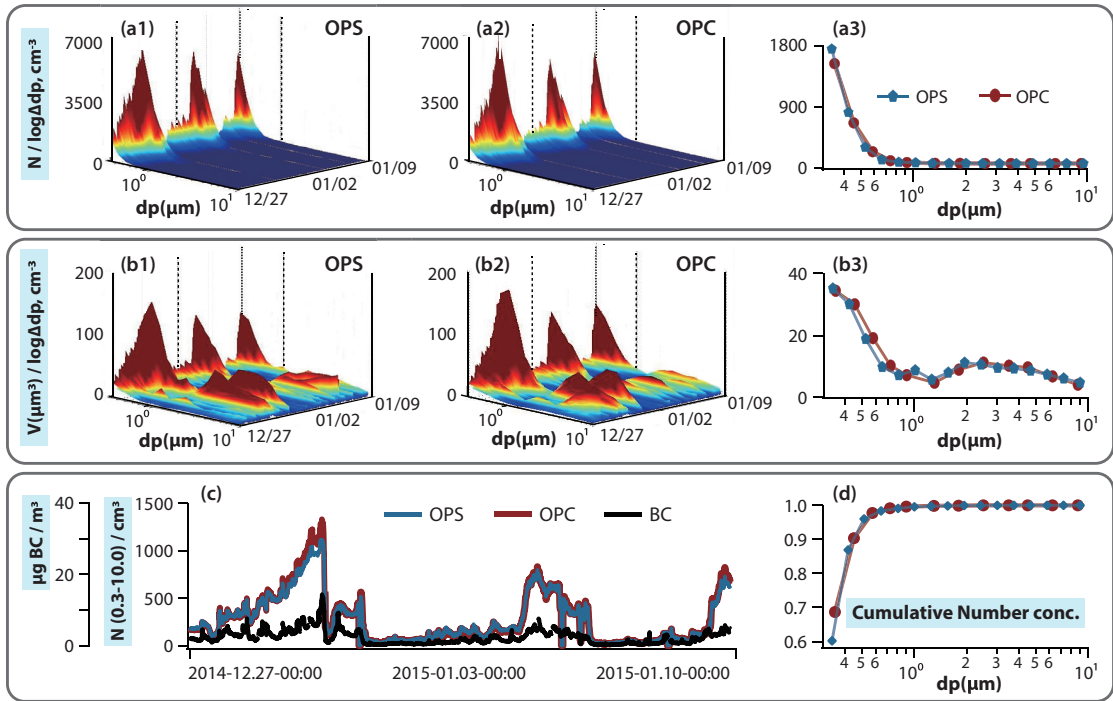 N / logΔdp, cm⁻³
(a1)
OPS
7000
3500
0
10⁰
10¹
dp(μm)
12/27
01/02
01/09
(a2)
OPC
7000
3500
0
10⁰
10¹
dp(μm)
12/27
01/02
01/09
(a3)
1800
900
0
OPS
OPC
4 5 6 10⁰ 2 3 4 5 6 10¹
dp(μm)
V(μm³) / logΔdp, cm⁻³
(b1)
OPS
200
100
0
10⁰
10¹
dp(μm)
12/27
01/02
01/09
(b2)
OPC
200
100
0
10⁰
10¹
dp(μm)
12/27
01/02
01/09
(b3)
40
20
0
4 5 6 10⁰ 2 3 4 5 6 10¹
dp(μm)
μg BC / m³
40
20
0
N (0.3-10.0) / cm³
1500
1000
500
0
(c)
OPS
OPC
BC
2014-12.27-00:00
2015-01.03-00:00
2015-01.10-00:00
(d)
1.0
0.9
0.8
0.7
0.6
Cumulative Number conc.
4 5 6 10⁰ 2 3 4 5 6 10¹
dp(μm)